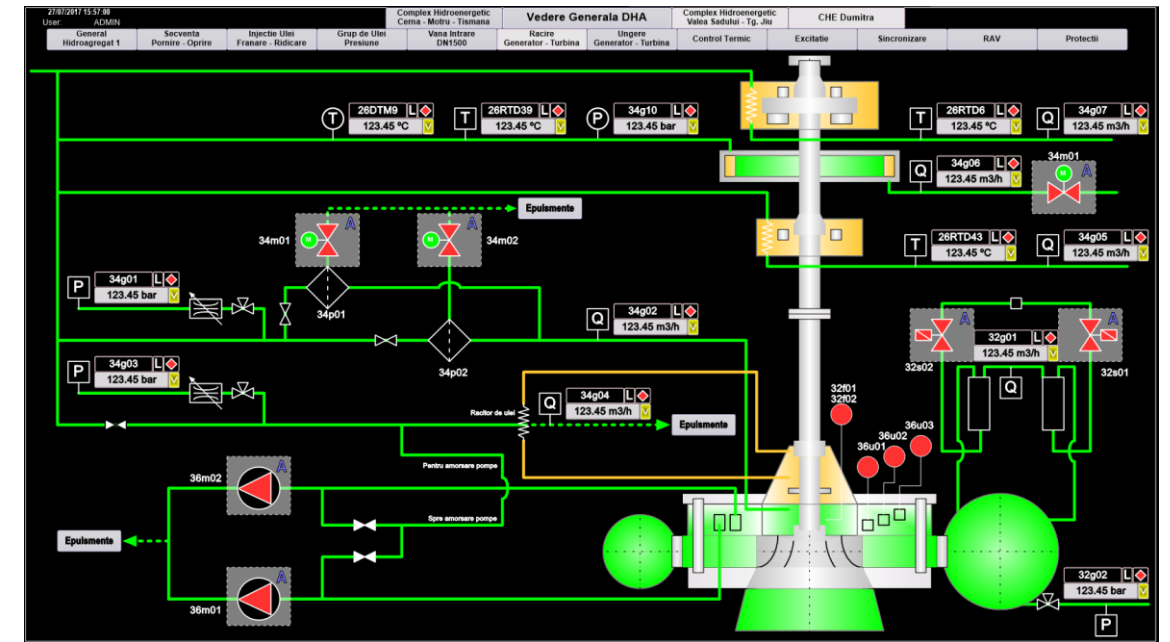 27/07/2017 15:57:00
User: ADMIN
Complex Hidroenergetic
Cerna - Motru - Tismana
Vedere Generala DHA
Complex Hidroenergetic
Valea Sadului - Tg. Jiu
CHE Dumitra
General
Hidroagregat 1
Secventa
Pornire - Oprire
Injectie Ulei
Franare - Ridicare
Grup de Ulei
Presiune
Vana Intrare
DN1500
Racire
Generator - Turbina
Ungere
Generator - Turbina
Control Termic
Excitatie
Sincronizare
RAV
Protectii
T 26DTM9 L
123.45 ºC V
T 26RTD39 L
123.45 ºC V
P 34g10 L
123.45 bar V
T 26RTD6 L
123.45 ºC V
Q 34g07 L
123.45 m3/h V
Q 34g06 L
123.45 m3/h V
34m01
M A
Epuismente
34m01 M A
M A 34m02
T 26RTD43 L
123.45 ºC V
Q 34g05 L
123.45 m3/h V
P 34g01 L
123.45 bar V
34p01
Q 34g02 L
123.45 m3/h V
A
32s02
32g01 L
123.45 m3/h V
Q
A
32s01
P 34g03 L
123.45 bar V
34p02
Racitor de ulei
Q 34g04 L
123.45 m3/h V
Epuismente
32f01
32f02
36u01
36u02
36u03
Pentru amorsare pompe
36m02 A
Spre amorsare pompe
Epuismente
36m01 A
32g02 L
123.45 bar V
P